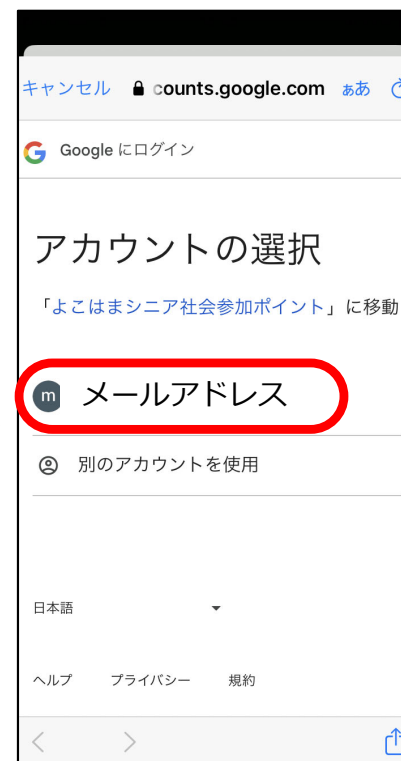 キャンセル counts.google.com ぁあ
Google にログイン
アカウントの選択
「よこはまシニア社会参加ポイント」に移動
m メールアドレス
別のアカウントを使用
日本語
ヘルプ プライバシー 規約